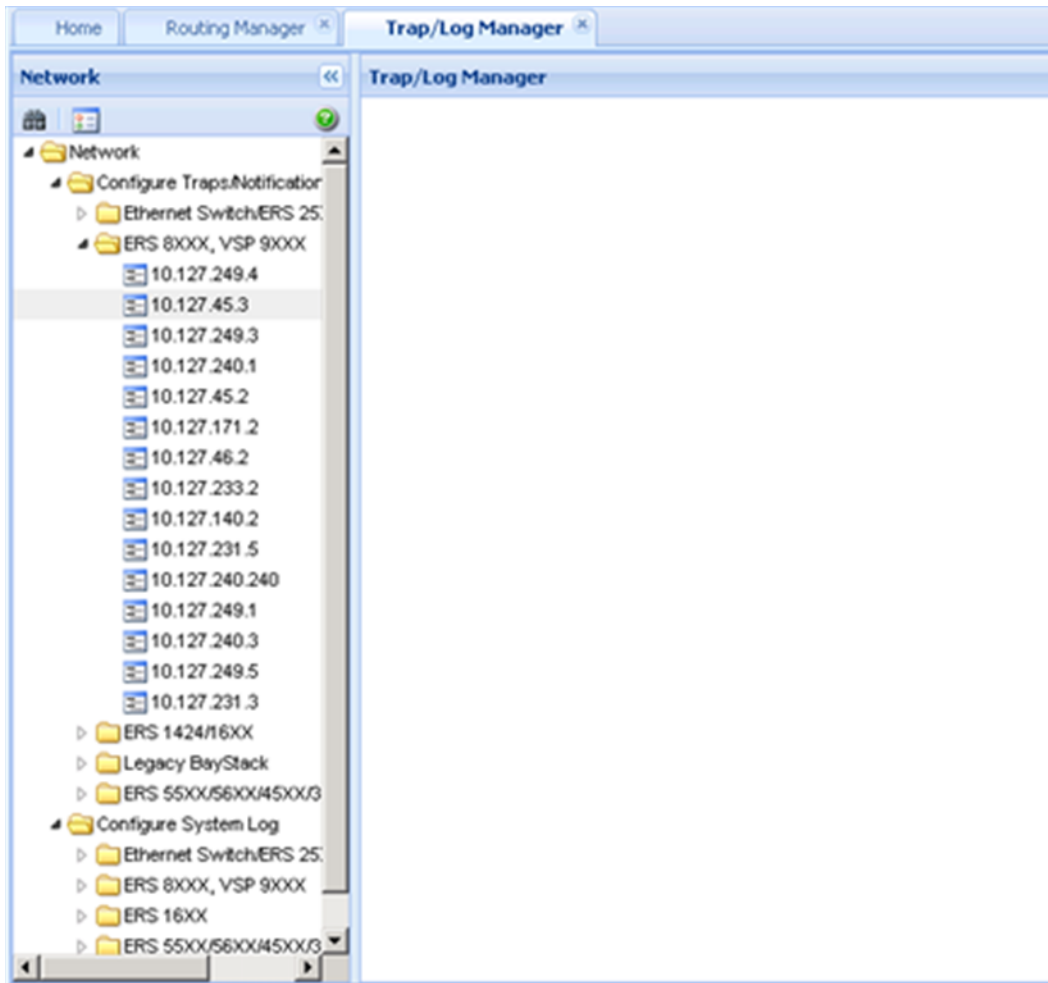 Home Routing Manager Trap/Log Manager
Network
Trap/Log Manager
Network
Configure Traps/Notification
Ethernet Switch/ERS 25
ERS 8XXX, VSP 9XXX
10.127.249.4
10.127.45.3
10.127.249.3
10.127.240.1
10.127.45.2
10.127.171.2
10.127.46.2
10.127.233.2
10.127.140.2
10.127.231.5
10.127.240.240
10.127.249.1
10.127.240.3
10.127.249.5
10.127.231.3
ERS 1424/16XX
Legacy BayStack
ERS 55XX/56XX/45XX/3
Configure System Log
Ethernet Switch/ERS 25
ERS 8XXX, VSP 9XXX
ERS 16XX
ERS 55XX/56XX/45XX/3